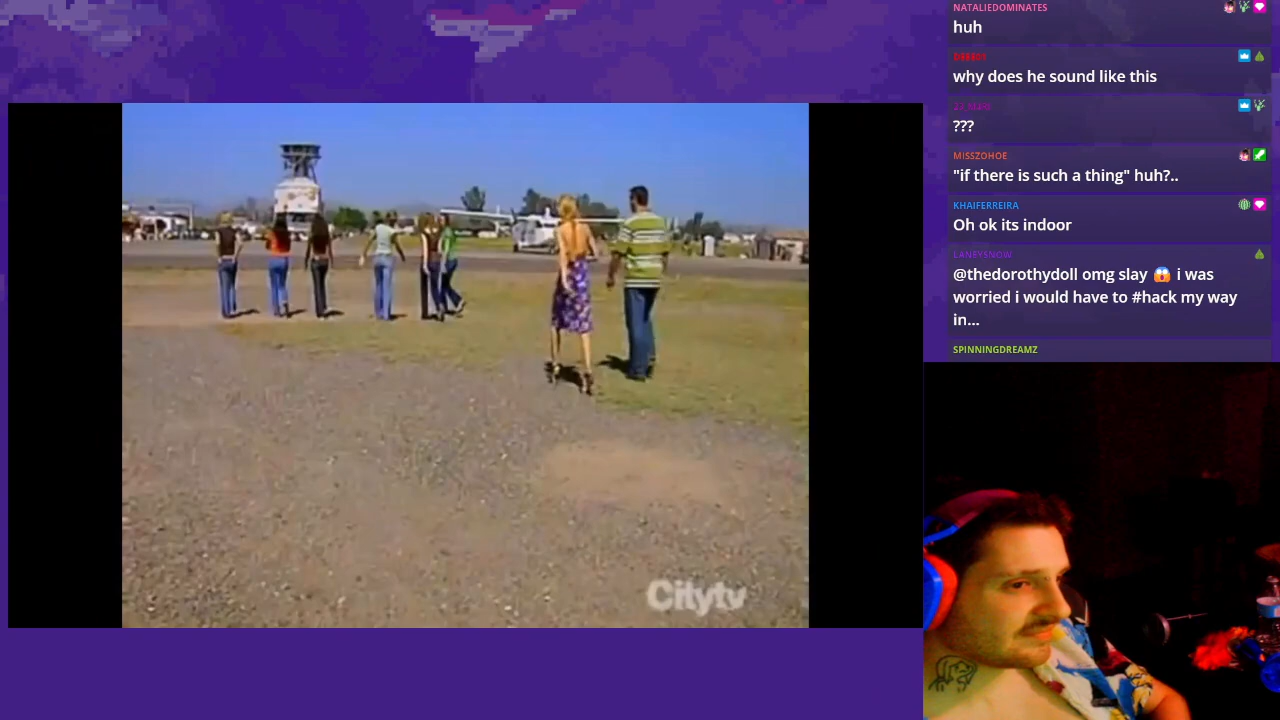 NATALIEDOMINATES
huh
why does he sound like this
???
MISSZOHOE
"if there is such a thing" huh?..
KHAIFERREIRA
Oh ok its indoor
LANEYSNOW
@thedorothydoll omg slay 😱 i was
worried i would have to #hack my way
in...
SPINNINGDREAMZ
Citytv